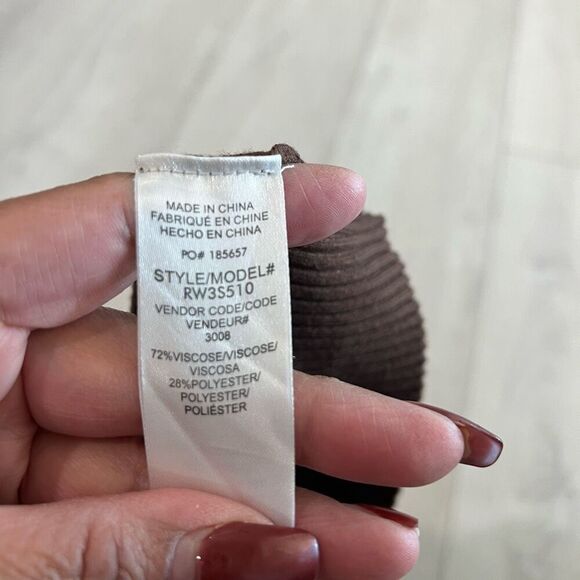 MADE IN CHINA
FABRIQUÉ EN CHINE
HECHO EN CHINA
PO# 185657
STYLE/MODEL#
RW3S510
VENDOR CODE/CODE
VENDEUR#
3008
72%VISCOSE/VISCOSE/
VISCOSA
28%POLYESTER/
POLYESTER/
POLIÉSTER